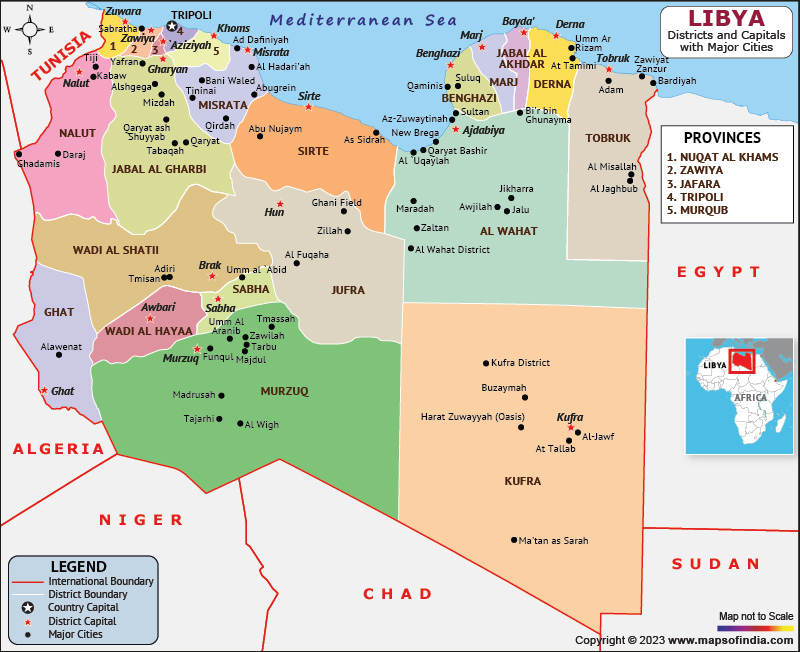 LIBYA
Districts and Capitals
with Major Cities
N
W
E
S
Mediterranean Sea
TUNISIA
ALGERIA
NIGER
CHAD
SUDAN
EGYPT
PROVINCES
1. NUQAT AL KHAMS
2. ZAWIYA
3. JAFARA
4. TRIPOLI
5. MURQUB
Zuwara
TRIPOLI
Sabratha
Zawiya
Aziziyah
Khoms
1
2
3
4
5
Ad Dafiniyah
Misrata
Yafran
Gharyan
Tiji
Kabaw
Nalut
Al Hadari'ah
Bani Waled
Abugrein
Alshgega
Mizdah
Tininai
MISRATA
Qirdah
Sirte
NALUT
Qaryat ash
Shuyyab
Abu Nujaym
Qaryat
Tabaqah
Ghadamis
Daraj
JABAL AL GHARBI
SIRTE
As Sidrah
Bayda'
Derna
Marj
Benghazi
JABAL AL
AKHDAR
Umm Ar
Rizam
At Tamimi
Tobruk
Zawiyat
Zanzur
Bardiyah
Adam
Suluq
Qaminis
BENGHAZI
MARJ
DERNA
Sultan
Az-Zuwaytinah
Bi'r bin
Ghunayma
New Brega
Ajdabiya
TOBRUK
Qaryat Bashir
Al `Uqaylah
Al Misallah
Al Jaghbub
Jikharra
Maradah
Awjilah
Jalu
Zaltan
AL WAHAT
Al Wahat District
Hun
Ghani Field
Zillah
Al Fuqaha
JUFRA
WADI AL SHATII
Adiri
Tmisan
Brak
Umm al `Abid
SABHA
Sabha
GHAT
Awbari
WADI AL HAYAA
Umm Al
Aranib
Tmassah
Zawilah
Tarbu
Majdul
Alawenat
Murzuq
Funqul
Ghat
Madrusah
MURZUQ
Tajarhi
Al Wigh
Kufra District
Buzaymah
Harat Zuwayyah (Oasis)
Kufra
Al-Jawf
At Tallab
KUFRA
Ma'tan as Sarah
LIBYA
AFRICA
LEGEND
International Boundary
District Boundary
Country Capital
District Capital
Major Cities
Map not to Scale
Copyright © 2023 www.mapsofindia.com